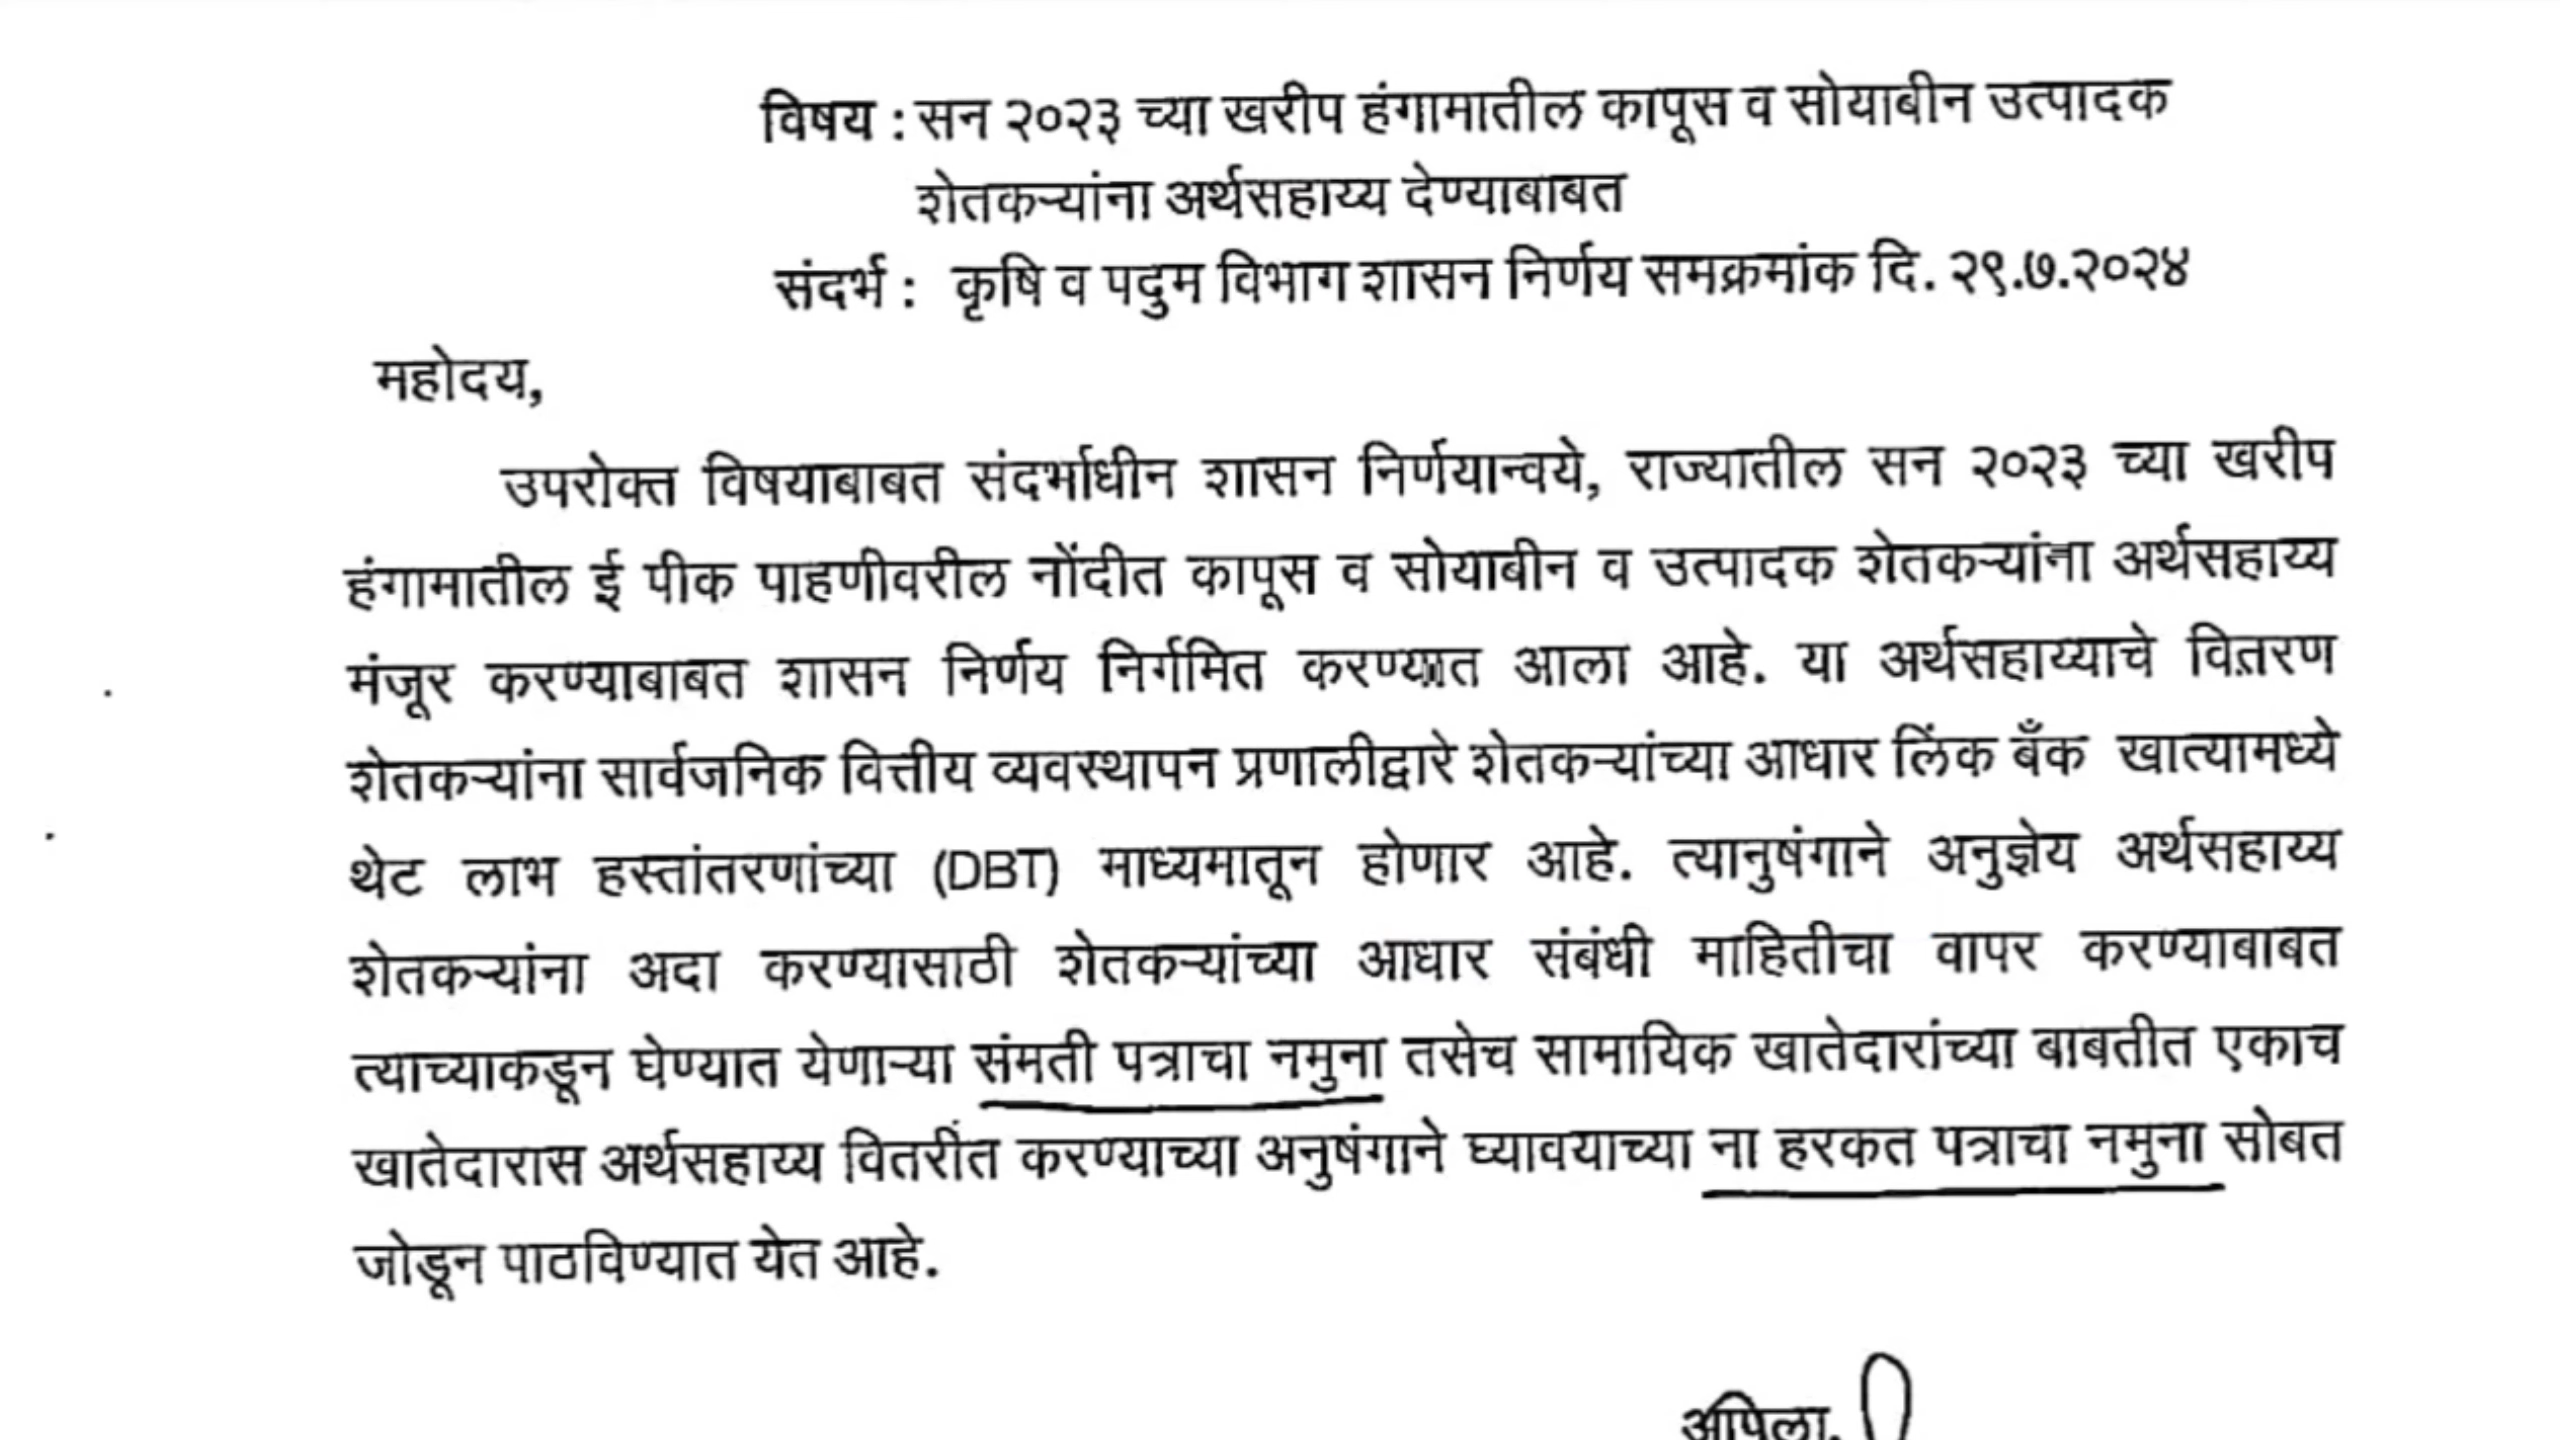 विषय : सन २०२३ च्या खरीप हंगामातील कापूस व सोयाबीन उत्पादक
शेतकऱ्यांना अर्थसहाय्य देण्याबाबत
संदर्भ : कृषि व पदुम विभाग शासन निर्णय समक्रमांक दि. २९.७.२०२४
महोदय,
उपरोक्त विषयाबाबत संदर्भाधीन शासन निर्णयान्वये, राज्यातील सन २०२३ च्या खरीप
हंगामातील ई पीक पाहणीवरील नोंदीत कापूस व सोयाबीन व उत्पादक शेतकऱ्यांना अर्थसहाय्य
मंजूर करण्याबाबत शासन निर्णय निर्गमित करण्यात आला आहे. या अर्थसहाय्याचे वितरण
शेतकऱ्यांना सार्वजनिक वित्तीय व्यवस्थापन प्रणालीद्वारे शेतकऱ्यांच्या आधार लिंक बँक खात्यामध्ये
थेट लाभ हस्तांतरणांच्या (DBT) माध्यमातून होणार आहे. त्यानुषंगाने अनुज्ञेय अर्थसहाय्य
शेतकऱ्यांना अदा करण्यासाठी शेतकऱ्यांच्या आधार संबंधी माहितीचा वापर करण्याबाबत
त्याच्याकडून घेण्यात येणाऱ्या संमती पत्राचा नमुना तसेच सामायिक खातेदारांच्या बाबतीत एकाच
खातेदारास अर्थसहाय्य वितरींत करण्याच्या अनुषंगाने घ्यावयाच्या ना हरकत पत्राचा नमुना सोबत
जोडून पाठविण्यात येत आहे.